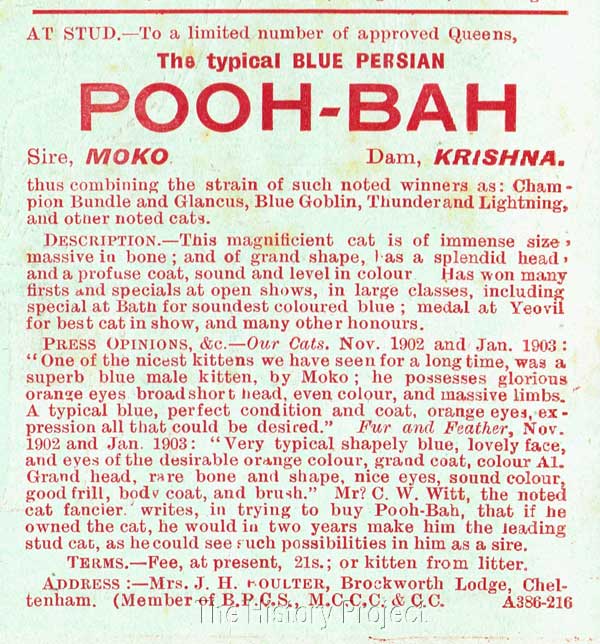 AT STUD.—To a limited number of approved Queens,
The typical BLUE PERSIAN
POOH-BAH
Sire, MOKO. Dam, KRISHNA.
thus combining the strain of such noted winners as: Cham-
pion Bundle and Glancus, Blue Goblin, Thunder and Lightning,
and other noted cats.
DESCRIPTION.—This magnificient cat is of immense size,
massive in bone; and of grand shape, has a splendid head,
and a profuse coat, sound and level in colour. Has won many
firsts and specials at open shows, in large classes, including
special at Bath for soundest coloured blue; medal at Yeovil
for best cat in show, and many other honours.
PRESS OPINIONS, &c.—Our Cats. Nov. 1902 and Jan. 1903:
"One of the nicest kittens we have seen for a long time, was a
superb blue male kitten, by Moko; he possesses glorious
orange eyes broad short head, even colour, and massive limbs.
A typical blue, perfect condition and coat, orange eyes, ex-
pression all that could be desired." Fur and Feather, Nov.
1902 and Jan. 1903: "Very typical shapely blue, lovely face,
and eyes of the desirable orange colour, grand coat, colour A1.
Grand head, rare bone and shape, nice eyes, sound colour,
good frill, body coat, and brush." Mr? C. W. Witt, the noted
cat fancier, writes, in trying to buy Pooh-Bah, that if he
owned the cat, he would in two years make him the leading
stud cat, as he could see such possibilities in him as a sire.
TERMS.—Fee, at present, 21s.; or kitten from litter.
ADDRESS:—Mrs. J. H. POULTER, Brockworth Lodge, Chel-
tenham. (Member of B.P.C.S., M.C.C.C. & C.C. A386-216
The History Project